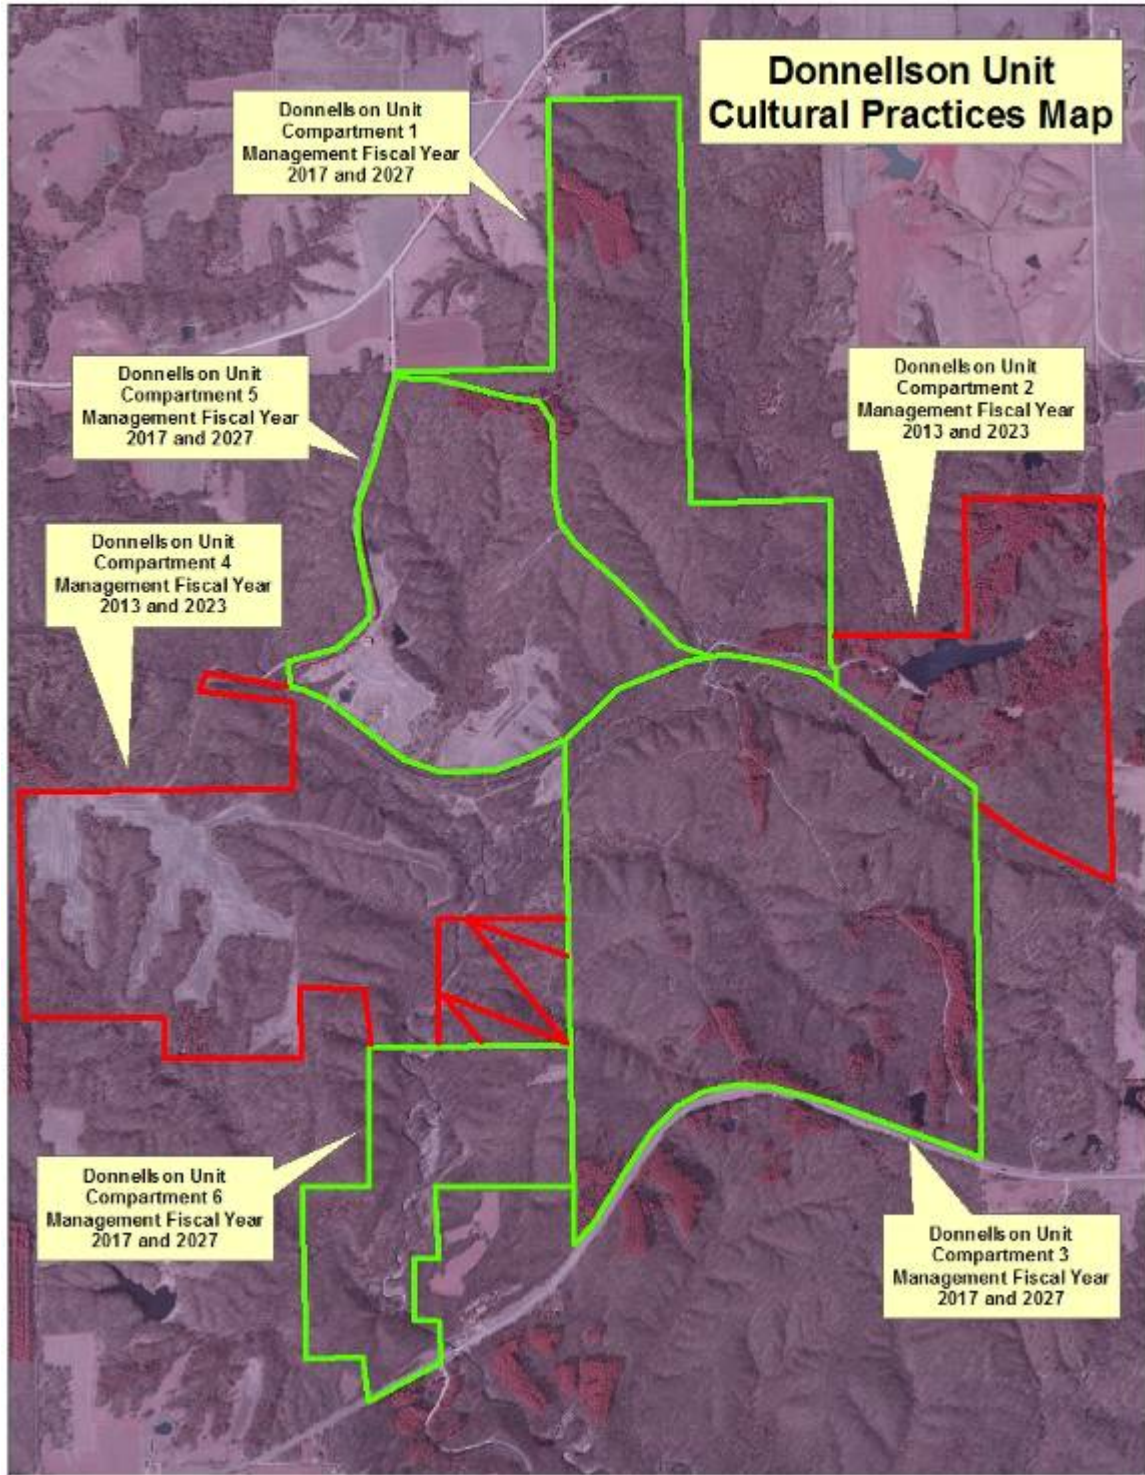 Donnellson Unit
Cultural Practices Map
Donnellson Unit
Compartment 1
Management Fiscal Year
2017 and 2027
Donnellson Unit
Compartment 5
Management Fiscal Year
2017 and 2027
Donnellson Unit
Compartment 2
Management Fiscal Year
2013 and 2023
Donnellson Unit
Compartment 4
Management Fiscal Year
2013 and 2023
Donnellson Unit
Compartment 6
Management Fiscal Year
2017 and 2027
Donnellson Unit
Compartment 3
Management Fiscal Year
2017 and 2027